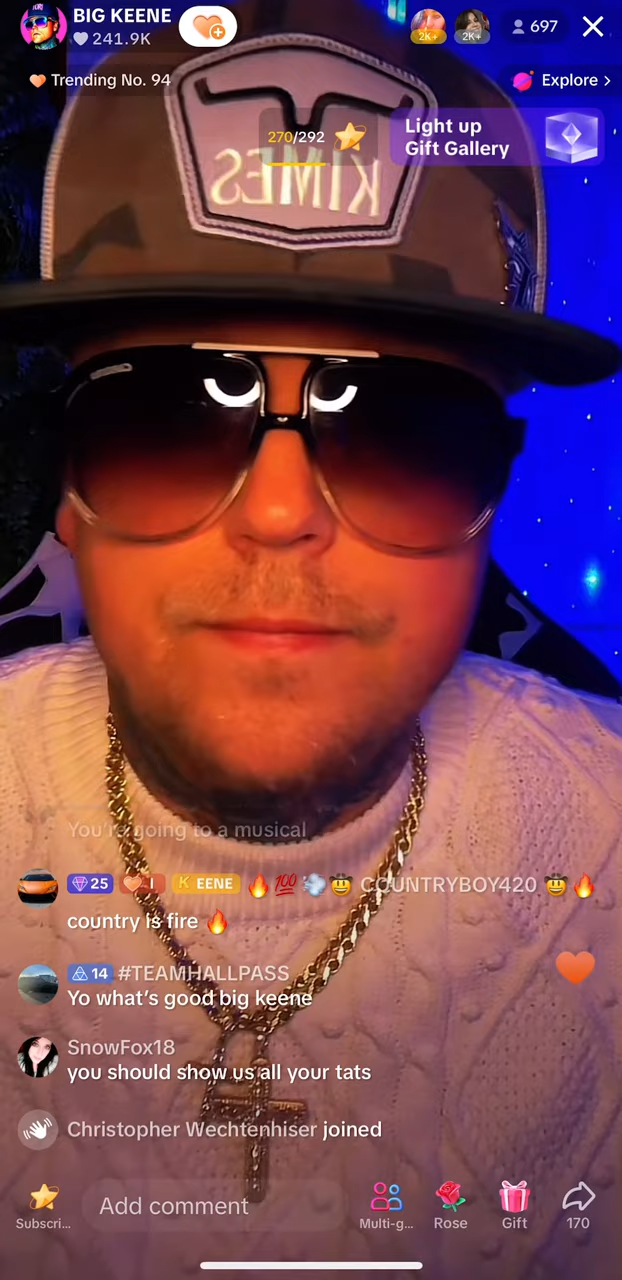 BIG KEENE
241.9K
2K+
2K+
697
Trending No. 94
Explore >
270/292
Light up
Gift Gallery
KIMES
You're going to a musical
25
I
K EENE
🔥💯💨🤠 COUNTRYBOY420 🤠🔥
country is fire 🔥
14
#TEAMHALLPASS
Yo what's good big keene
SnowFox18
you should show us all your tats
Christopher Wechtenhiser joined
Subscri...
Add comment
Multi-g...
Rose
Gift
170